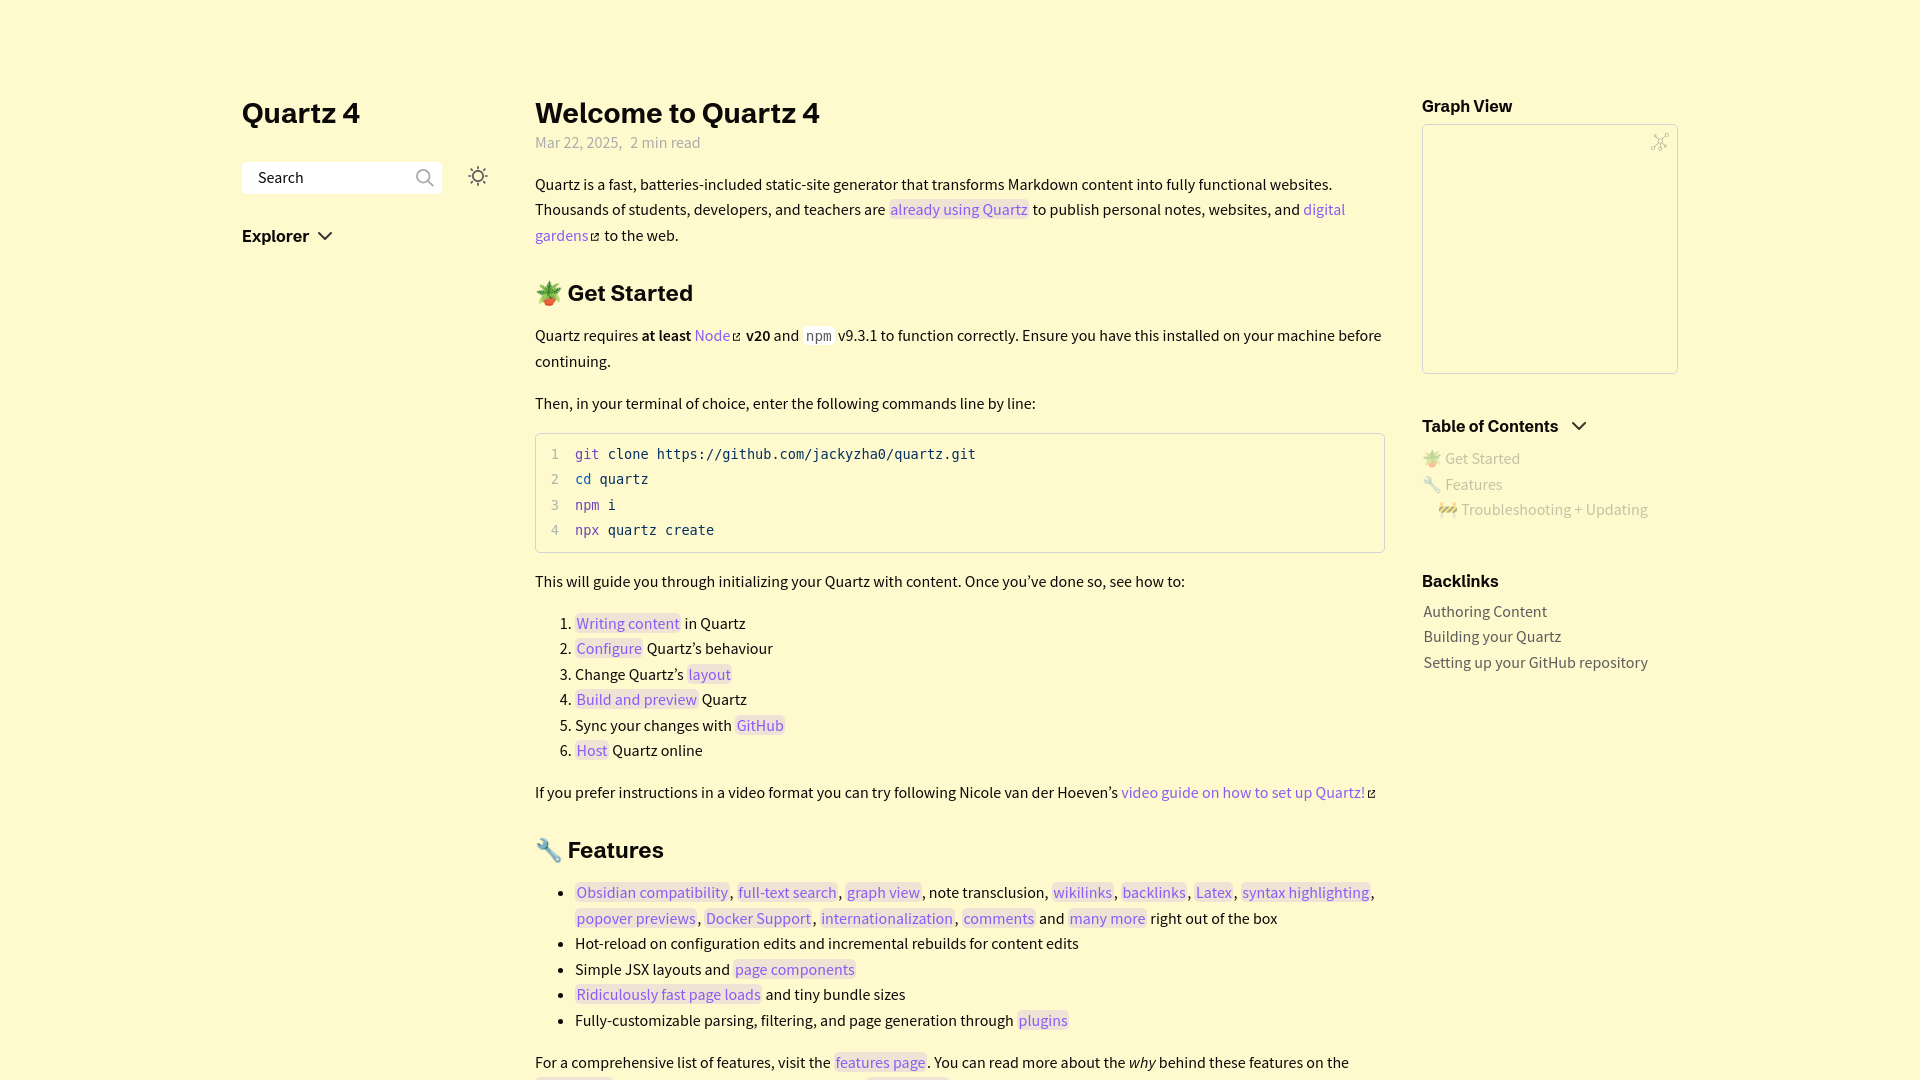 Quartz 4
Search
Explorer
Welcome to Quartz 4
Mar 22, 2025, 2 min read
Quartz is a fast, batteries-included static-site generator that transforms Markdown content into fully functional websites.
Thousands of students, developers, and teachers are already using Quartz to publish personal notes, websites, and digital
gardens to the web.
🪴 Get Started
Quartz requires at least Node v20 and npm v9.3.1 to function correctly. Ensure you have this installed on your machine before
continuing.
Then, in your terminal of choice, enter the following commands line by line:
1 git clone https://github.com/jackyzha0/quartz.git
2 cd quartz
3 npm i
4 npx quartz create
This will guide you through initializing your Quartz with content. Once you’ve done so, see how to:
1. Writing content in Quartz
2. Configure Quartz’s behaviour
3. Change Quartz’s layout
4. Build and preview Quartz
5. Sync your changes with GitHub
6. Host Quartz online
If you prefer instructions in a video format you can try following Nicole van der Hoeven’s video guide on how to set up Quartz!
🔧 Features
• Obsidian compatibility, full-text search, graph view, note transclusion, wikilinks, backlinks, Latex, syntax highlighting,
popover previews, Docker Support, internationalization, comments and many more right out of the box
• Hot-reload on configuration edits and incremental rebuilds for content edits
• Simple JSX layouts and page components
• Ridiculously fast page loads and tiny bundle sizes
• Fully-customizable parsing, filtering, and page generation through plugins
For a comprehensive list of features, visit the features page. You can read more about the why behind these features on the
Graph View
Table of Contents
🪴 Get Started
🔧 Features
🚧 Troubleshooting + Updating
Backlinks
Authoring Content
Building your Quartz
Setting up your GitHub repository